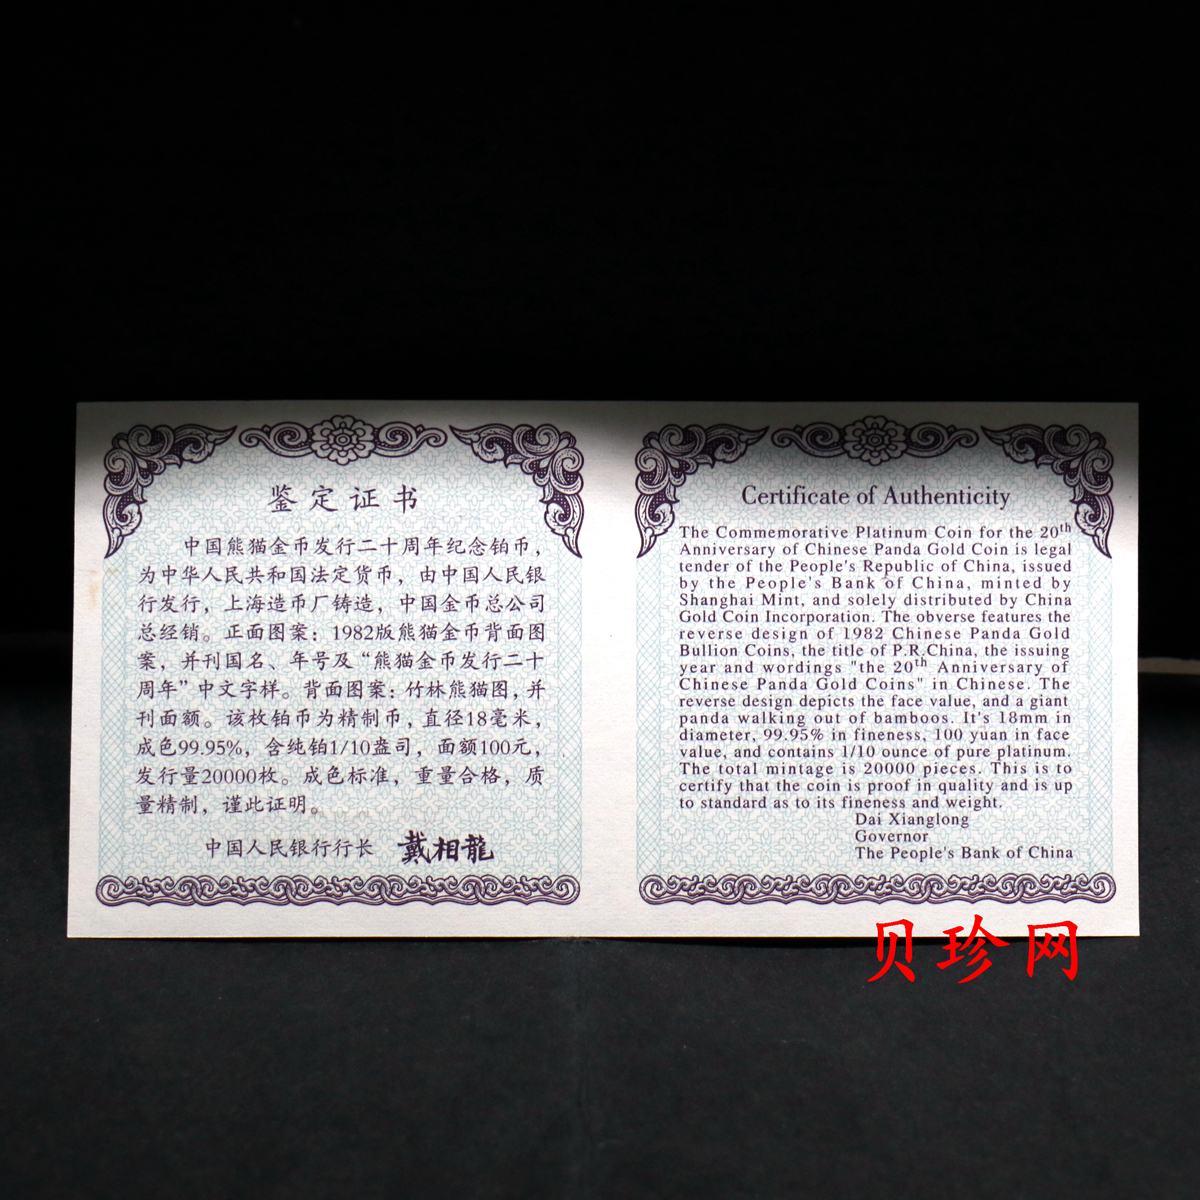 鉴定证书
中国熊猫金币发行二十周年纪念铂币，
为中华人民共和国法定货币，由中国人民银
行发行，上海造币厂铸造，中国金币总公司
总经销。正面图案：1982版熊猫金币背面图
案，并刊国名、年号及“熊猫金币发行二十
周年”中文字样。背面图案：竹林熊猫图，并
刊面额。该枚铂币为精制币，直径18毫米，
成色99.95%，含纯铂1/10盎司，面额100元，
发行量20000枚。成色标准，重量合格，质
量精制，谨此证明。
中国人民银行行长 戴相龍
Certificate of Authenticity
The Commemorative Platinum Coin for the 20th
Anniversary of Chinese Panda Gold Coin is legal
tender of the People's Republic of China, issued
by the People's Bank of China, minted by
Shanghai Mint, and solely distributed by China
Gold Coin Incorporation. The obverse features the
reverse design of 1982 Chinese Panda Gold
Bullion Coins, the title of P.R.China, the issuing
year and wordings "the 20th Anniversary of
Chinese Panda Gold Coins" in Chinese. The
reverse design depicts the face value, and a giant
panda walking out of bamboos. It's 18mm in
diameter, 99.95% in fineness, 100 yuan in face
value, and contains 1/10 ounce of pure platinum.
The total mintage is 20000 pieces. This is to
certify that the coin is proof in quality and is up
to standard as to its fineness and weight.
Dai Xianglong
Governor
The People's Bank of China
贝珍网